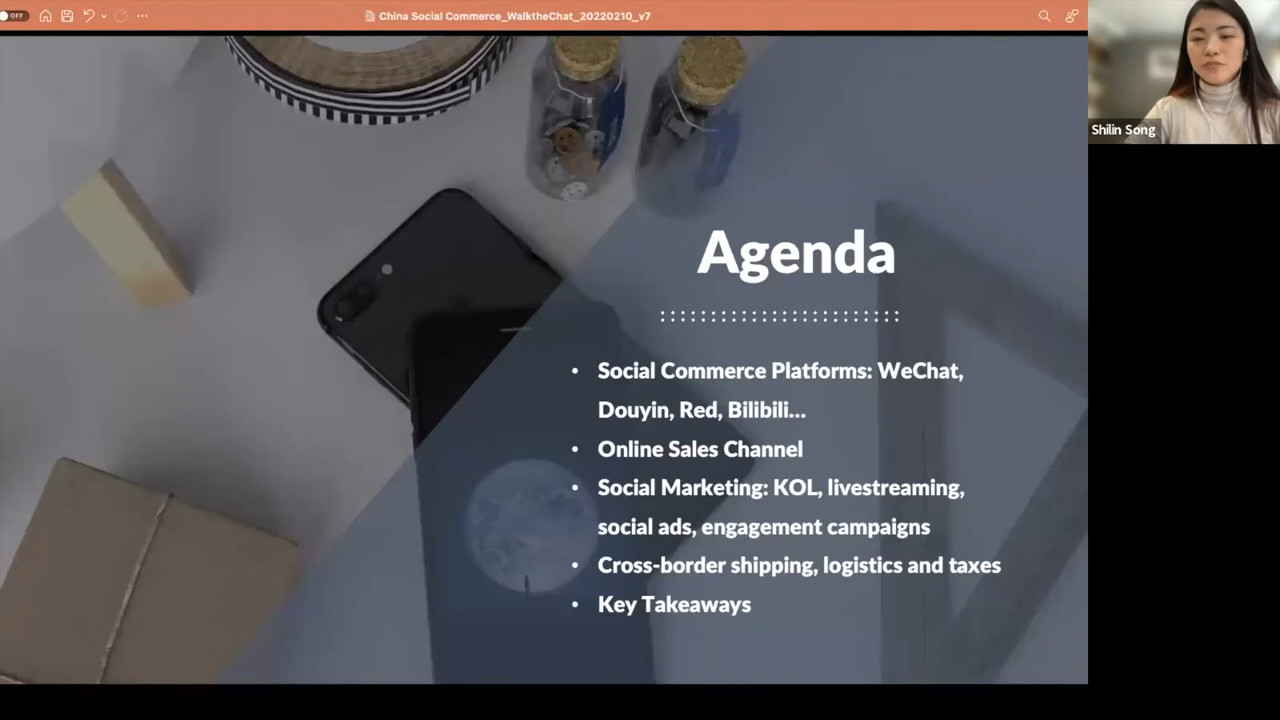 OFF
China Social Commerce_WalktheChat_20220210_v7
Shilin Song
Agenda
• Social Commerce Platforms: WeChat,
Douyin, Red, Bilibili...
• Online Sales Channel
• Social Marketing: KOL, livestreaming,
social ads, engagement campaigns
• Cross-border shipping, logistics and taxes
• Key Takeaways